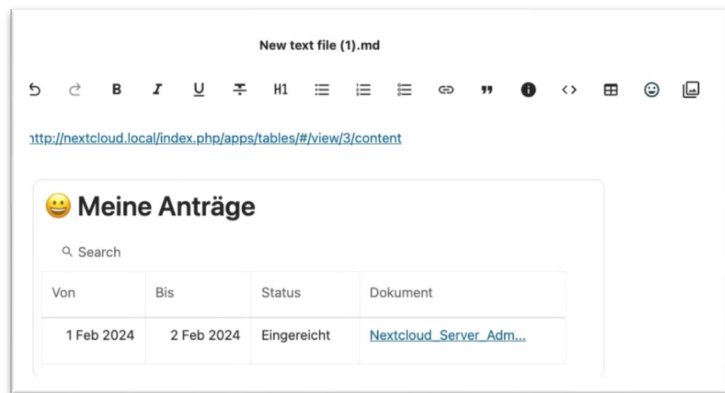 New text file (1).md
B I U T H1
http://nextcloud.local/index.php/apps/tables/#/view/3/content
😀 Meine Anträge
Search
Von Bis Status Dokument
1 Feb 2024 2 Feb 2024 Eingereicht Nextcloud_Server_Adm...